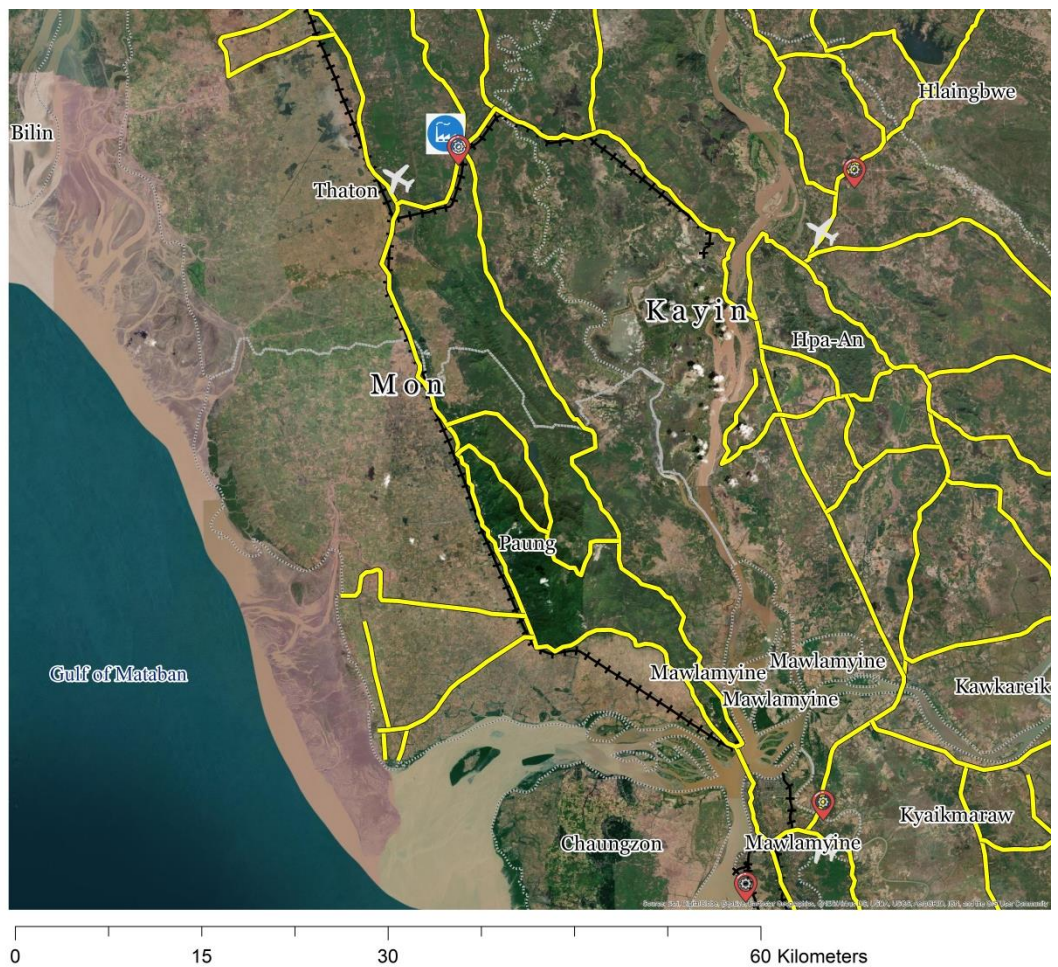 Hlaingbwe
Bilin
Thaton
Kayin
Hpa-An
Mon
Paung
Mawlamyine
Mawlamyine
Gulf of Mataban
Kawkareik
Mawlamyine
Kyaikmaraw
Chaungzon
Mawlamyine
0 15 30 60 Kilometers